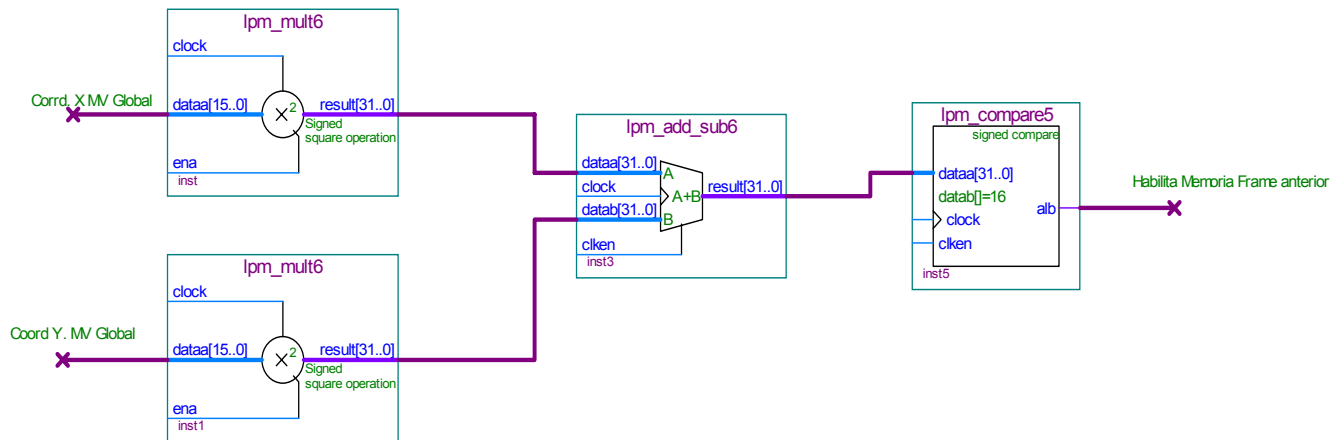 lpm_mult6
clock
Corrd. X MV Global
dataa[15..0]
X²
result[31..0]
Signed
square operation
ena
inst
lpm_mult6
clock
Coord Y. MV Global
dataa[15..0]
X²
result[31..0]
Signed
square operation
ena
inst1
lpm_add_sub6
dataa[31..0]
A
clock
A+B
result[31..0]
datab[31..0]
B
clken
inst3
lpm_compare5
signed compare
dataa[31..0]
datab[]=16
alb
clock
clken
inst5
Habilita Memoria Frame anterior